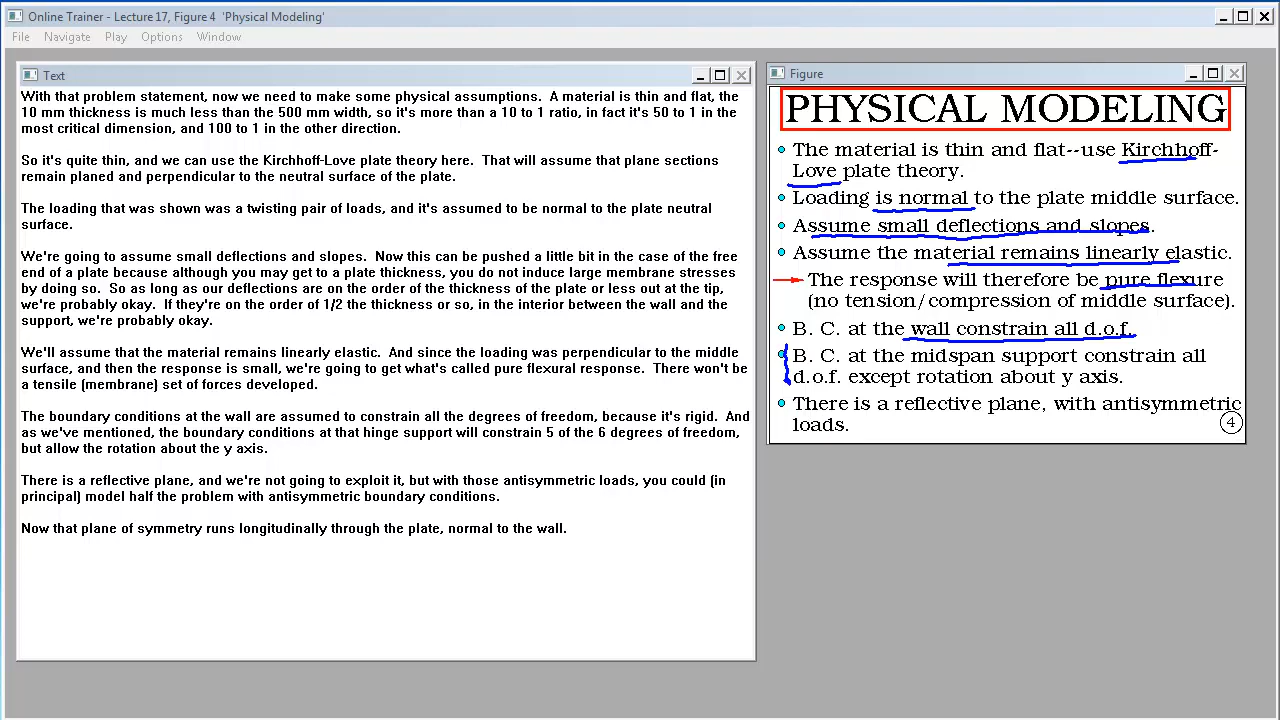 Online Trainer - Lecture 17, Figure 4 'Physical Modeling'
File Navigate Play Options Window
Text
With that problem statement, now we need to make some physical assumptions. A material is thin and flat, the
10 mm thickness is much less than the 500 mm width, so it's more than a 10 to 1 ratio, in fact it's 50 to 1 in the
most critical dimension, and 100 to 1 in the other direction.
So it's quite thin, and we can use the Kirchhoff-Love plate theory here. That will assume that plane sections
remain planed and perpendicular to the neutral surface of the plate.
The loading that was shown was a twisting pair of loads, and it's assumed to be normal to the plate neutral
surface.
We're going to assume small deflections and slopes. Now this can be pushed a little bit in the case of the free
end of a plate because although you may get to a plate thickness, you do not induce large membrane stresses
by doing so. So as long as our deflections are on the order of the thickness of the plate or less out at the tip,
we're probably okay. If they're on the order of 1/2 the thickness or so, in the interior between the wall and the
support, we're probably okay.
We'll assume that the material remains linearly elastic. And since the loading was perpendicular to the middle
surface, and then the response is small, we're going to get what's called pure flexural response. There won't be
a tensile (membrane) set of forces developed.
The boundary conditions at the wall are assumed to constrain all the degrees of freedom, because it's rigid. And
as we've mentioned, the boundary conditions at that hinge support will constrain 5 of the 6 degrees of freedom,
but allow the rotation about the y axis.
There is a reflective plane, and we're not going to exploit it, but with those antisymmetric loads, you could (in
principal) model half the problem with antisymmetric boundary conditions.
Now that plane of symmetry runs longitudinally through the plate, normal to the wall.
Figure
PHYSICAL MODELING
• The material is thin and flat--use Kirchhoff-
Love plate theory.
• Loading is normal to the plate middle surface.
• Assume small deflections and slopes.
• Assume the material remains linearly elastic.
The response will therefore be pure flexure
(no tension/compression of middle surface).
• B. C. at the wall constrain all d.o.f.
• B. C. at the midspan support constrain all
d.o.f. except rotation about y axis.
• There is a reflective plane, with antisymmetric
loads.
4